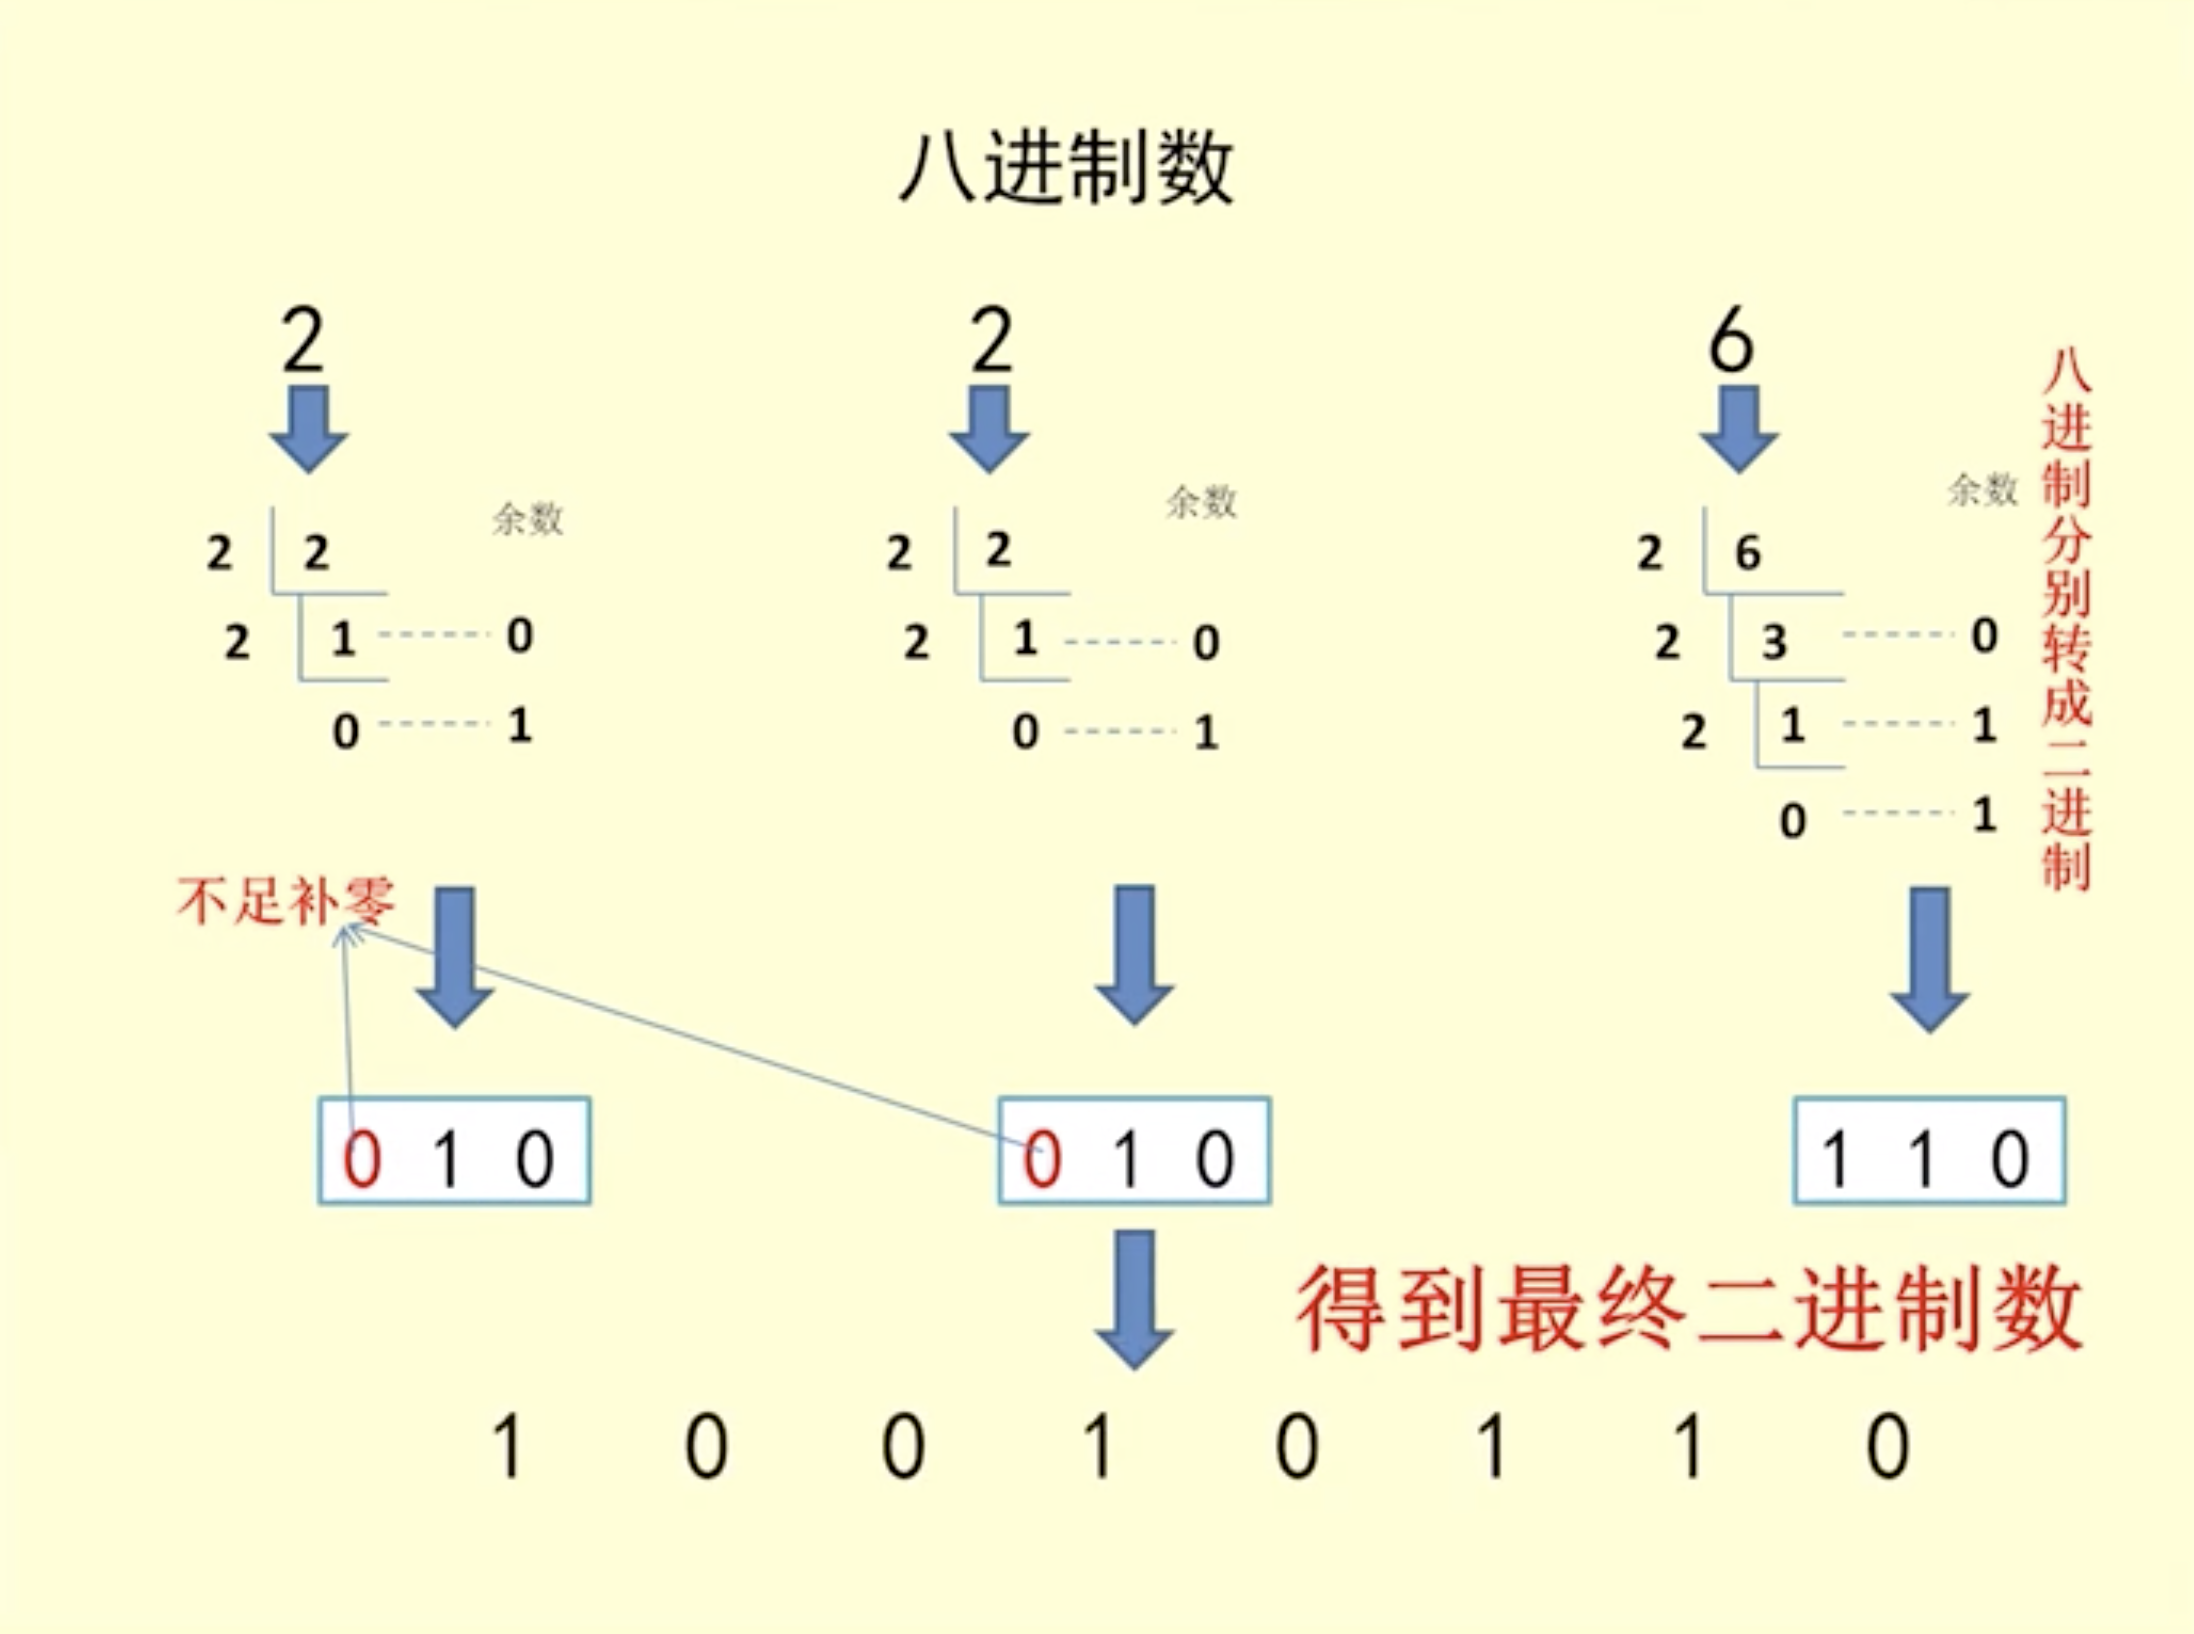 八进制数
2 2 6
余数 余数 余数
2 2 2 2 2 6
2 1 0 2 1 0 2 3 0
0 1 0 1 2 1 1
0 1
八进制分别转成二进制
不足补零
0 1 0 0 1 0 1 1 0
得到最终二进制数
1 0 0 1 0 1 1 0